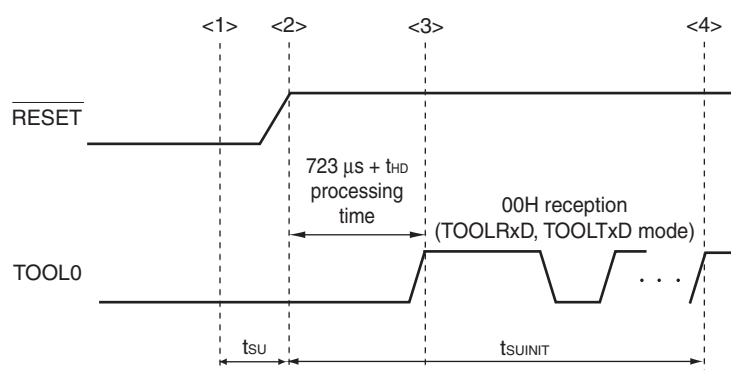 <1> <2> <3> <4>
RESET
723 μs + tHD
processing
time
00H reception
(TOOLRxD, TOOLTxD mode)
TOOL0
. . .
tSU tSUINIT